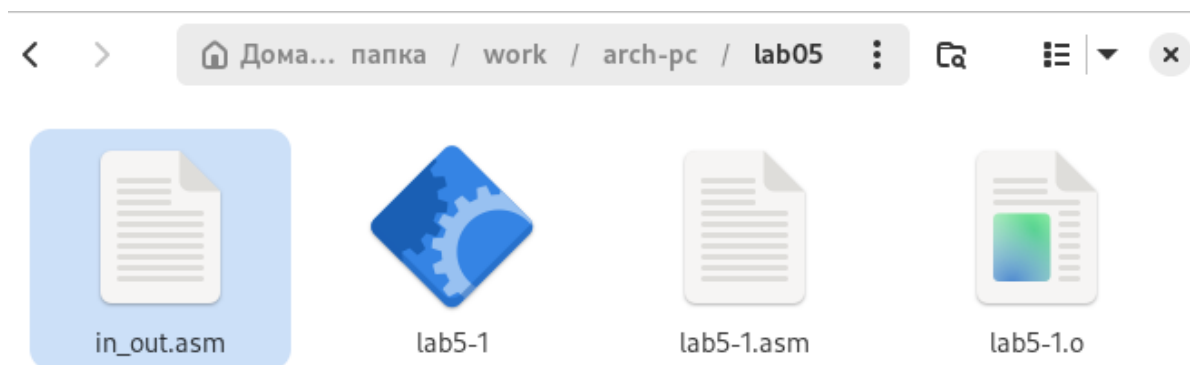 Дома... папка / work / arch-pc / lab05
in_out.asm lab5-1 lab5-1.asm lab5-1.o